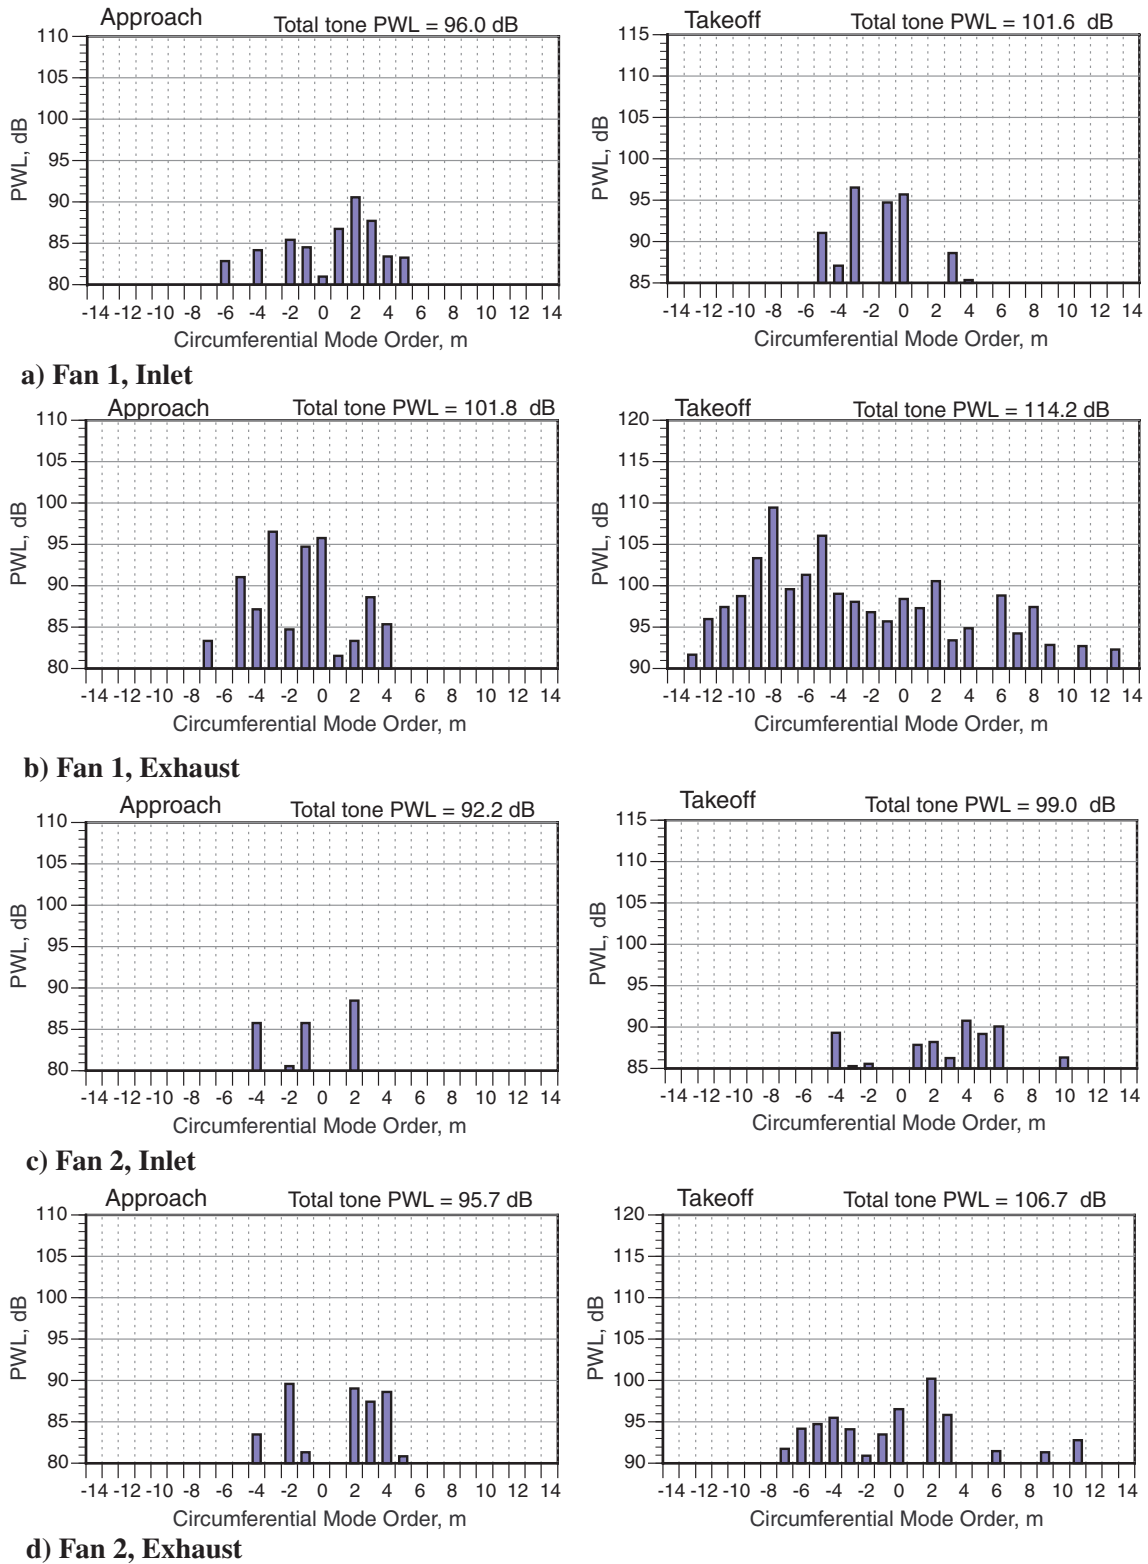 Approach Total tone PWL = 96.0 dB
110
105
100
95
90
85
80
PWL, dB
-14 -12 -10 -8 -6 -4 -2 0 2 4 6 8 10 12 14
Circumferential Mode Order, m
Takeoff Total tone PWL = 101.6 dB
115
110
105
100
95
90
85
PWL, dB
-14 -12 -10 -8 -6 -4 -2 0 2 4 6 8 10 12 14
Circumferential Mode Order, m
a) Fan 1, Inlet
Approach Total tone PWL = 101.8 dB
110
105
100
95
90
85
80
PWL, dB
-14 -12 -10 -8 -6 -4 -2 0 2 4 6 8 10 12 14
Circumferential Mode Order, m
Takeoff Total tone PWL = 114.2 dB
120
115
110
105
100
95
90
PWL, dB
-14 -12 -10 -8 -6 -4 -2 0 2 4 6 8 10 12 14
Circumferential Mode Order, m
b) Fan 1, Exhaust
Approach Total tone PWL = 92.2 dB
110
105
100
95
90
85
80
PWL, dB
-14 -12 -10 -8 -6 -4 -2 0 2 4 6 8 10 12 14
Circumferential Mode Order, m
Takeoff Total tone PWL = 99.0 dB
115
110
105
100
95
90
85
PWL, dB
-14 -12 -10 -8 -6 -4 -2 0 2 4 6 8 10 12 14
Circumferential Mode Order, m
c) Fan 2, Inlet
Approach Total tone PWL = 95.7 dB
110
105
100
95
90
85
80
PWL, dB
-14 -12 -10 -8 -6 -4 -2 0 2 4 6 8 10 12 14
Circumferential Mode Order, m
Takeoff Total tone PWL = 106.7 dB
120
115
110
105
100
95
90
PWL, dB
-14 -12 -10 -8 -6 -4 -2 0 2 4 6 8 10 12 14
Circumferential Mode Order, m
d) Fan 2, Exhaust